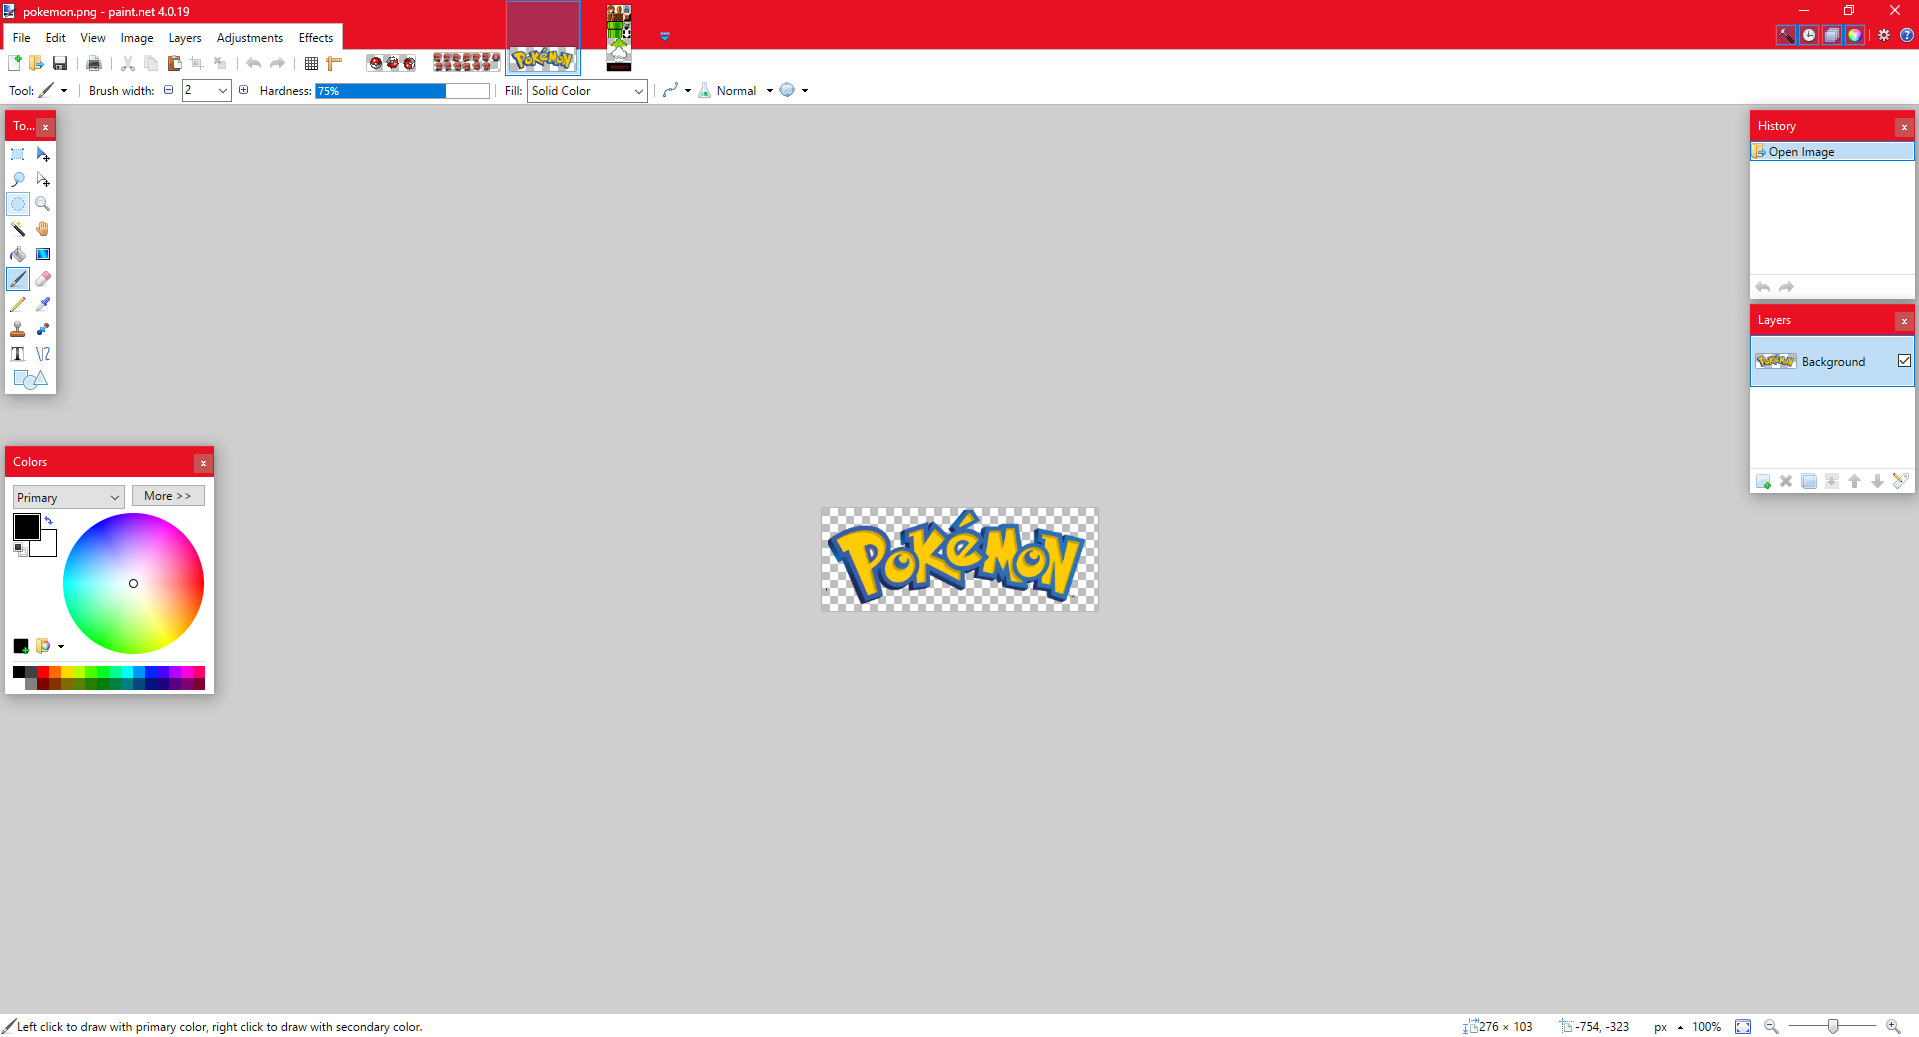 pokemon.png - paint.net 4.0.19
File Edit View Image Layers Adjustments Effects
Tool: Brush width: 2 Hardness: 75% Fill: Solid Color Normal
To... x
History x
Open Image
Layers x
POKéMON Background
Colors x
Primary More >>
POKéMON
Left click to draw with primary color, right click to draw with secondary color.
276 × 103 -754, -323 px 100%